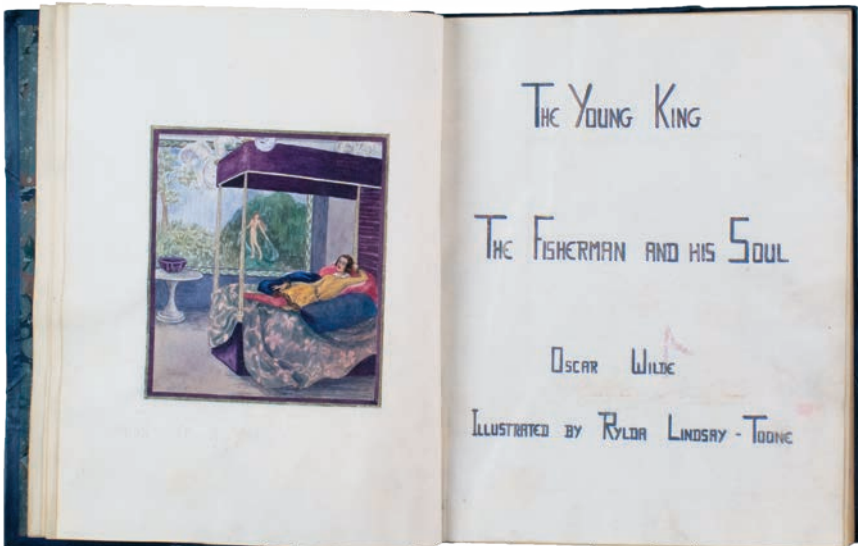 The Young King
The Fisherman and his Soul
Oscar Wilde
Illustrated by Rylda Lindsay - Toone